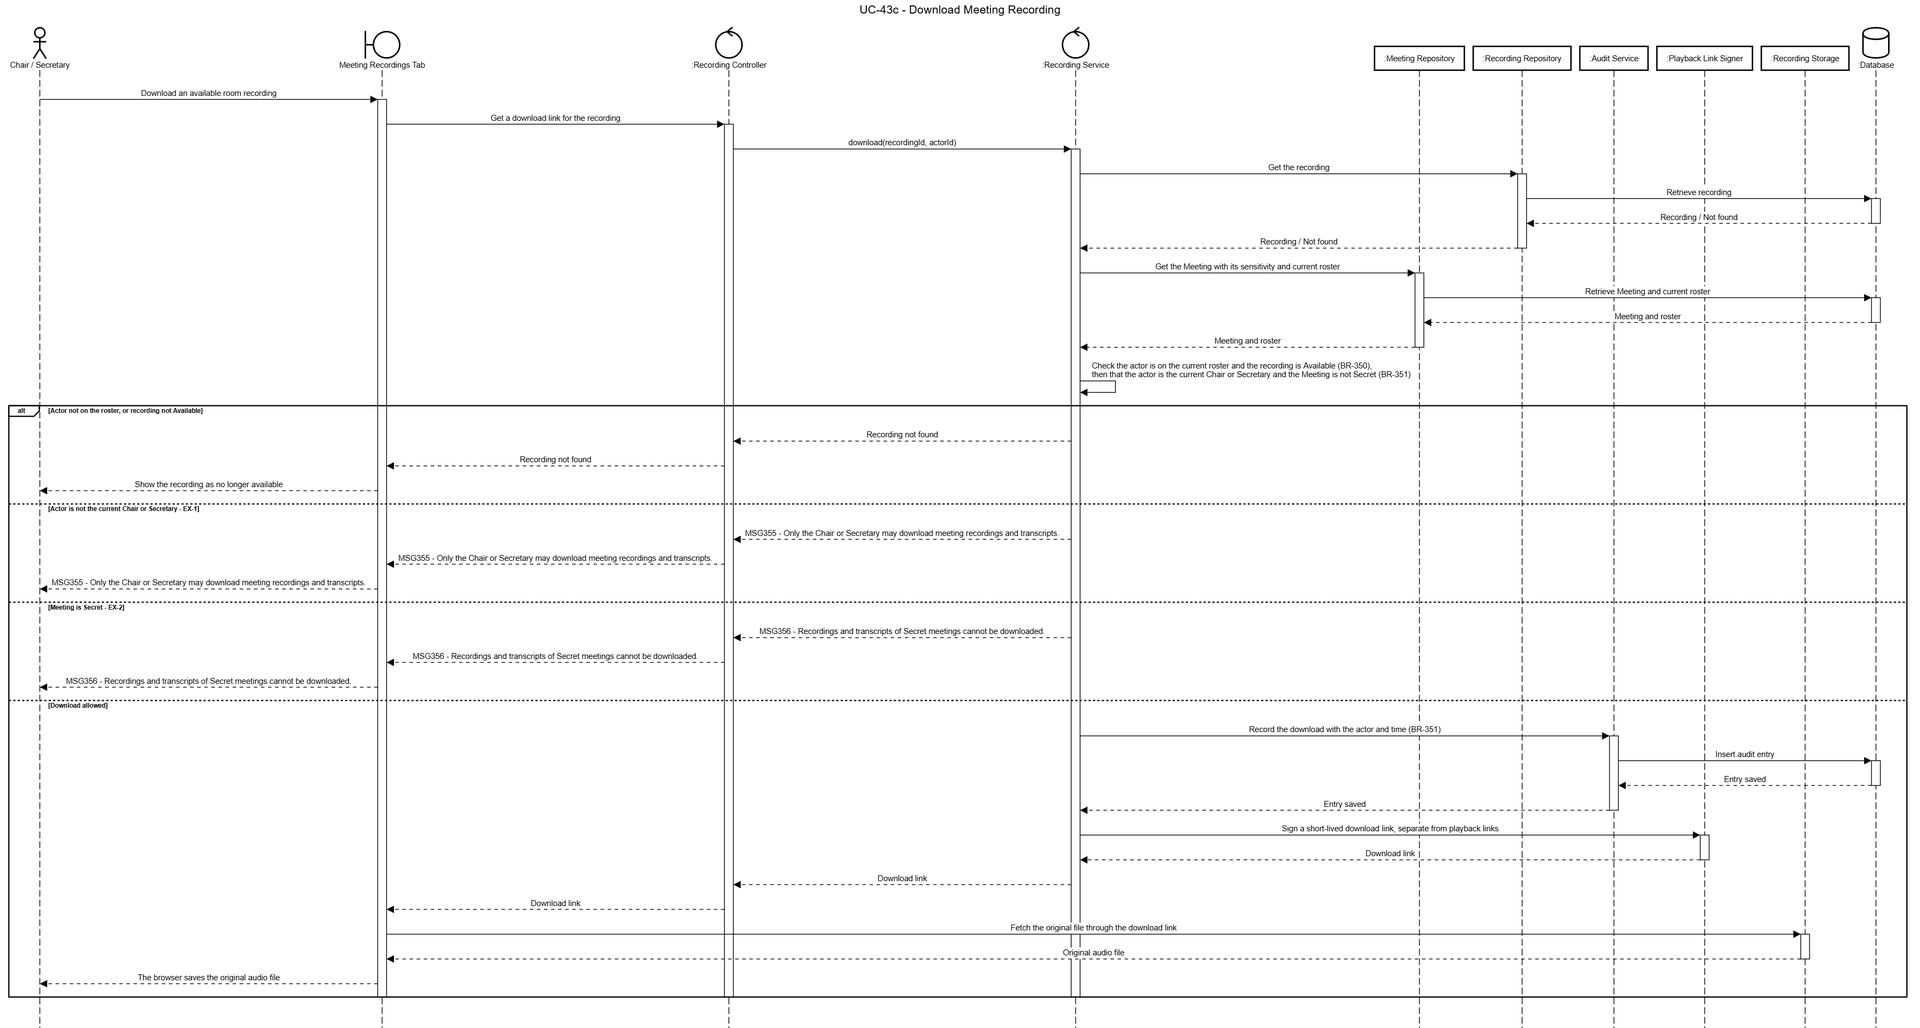 UC-43c - Download Meeting Recording
Chair / Secretary
Meeting Recordings Tab
:Recording Controller
:Recording Service
:Meeting Repository
:Recording Repository
:Audit Service
:Playback Link Signer
:Recording Storage
:Database
Download an available room recording
Get a download link for the recording
download(recordingId, actorId)
Get the recording
Retrieve recording
Recording / Not found
Recording / Not found
Get the Meeting with its sensitivity and current roster
Retrieve Meeting and current roster
Meeting and roster
Meeting and roster
Check the actor is on the current roster and the recording is Available (BR-350),
then that the actor is the current Chair or Secretary and the Meeting is not Secret (BR-351)
alt
[Actor not on the roster, or recording not Available]
Recording not found
Recording not found
Show the recording as no longer available
[Actor is not the current Chair or Secretary - EX-1]
MSG355 - Only the Chair or Secretary may download meeting recordings and transcripts.
MSG355 - Only the Chair or Secretary may download meeting recordings and transcripts.
MSG355 - Only the Chair or Secretary may download meeting recordings and transcripts.
[Meeting is Secret - EX-2]
MSG356 - Recordings and transcripts of Secret meetings cannot be downloaded.
MSG356 - Recordings and transcripts of Secret meetings cannot be downloaded.
MSG356 - Recordings and transcripts of Secret meetings cannot be downloaded.
[Download allowed]
Record the download with the actor and time (BR-351)
Insert audit entry
Entry saved
Entry saved
Sign a short-lived download link, separate from playback links
Download link
Download link
Download link
Fetch the original file through the download link
Original audio file
The browser saves the original audio file